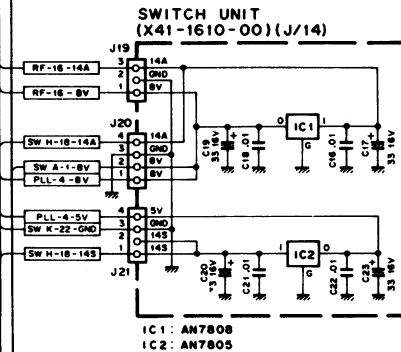 SWITCH UNIT
(X41-1610-00)(J/14)
J19
RF-16-14A
3
14A
2
GND
RF-16-8V
1
8V
J20
SW H-18-14A
4
14A
3
GND
SW A-1-8V
2
8V
PLL-4-8V
1
8V
O
IC1
I
G
C19
33 16V
+
C18 .01
C16 .01
C17
33 16V
+
PLL-4-5V
4
5V
SW K-22-GND
3
GND
2
14S
SW H-18-14S
1
14S
J21
I
IC2
O
G
C20
16V
+
C21 .01
C22 .01
C23
33 16V
+
IC1: AN7808
IC2: AN7805